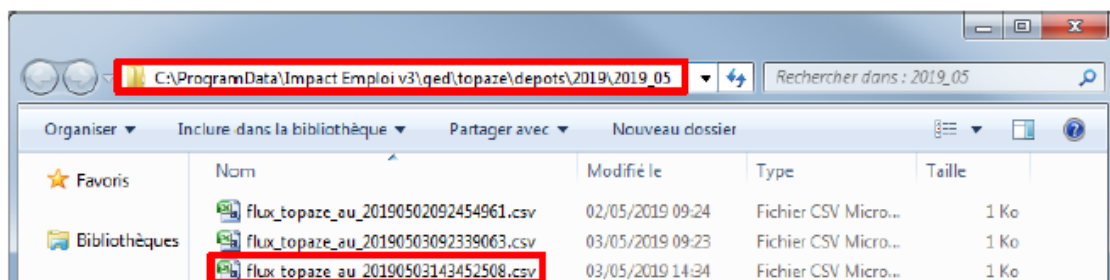 C:\ProgramData\Impact Emploi v3\qed\topaze\depots\2019\2019_05 Rechercher dans : 2019_05
Organiser Inclure dans la bibliothèque Partager avec Nouveau dossier
Favoris Nom Modifié le Type Taille
flux_topaze_au_20190502092454961.csv 02/05/2019 09:24 Fichier CSV Micro... 1 Ko
Bibliothèques flux_topaze_au_20190503092339063.csv 03/05/2019 09:23 Fichier CSV Micro... 1 Ko
flux_topaze_au_20190503143452508.csv 03/05/2019 14:34 Fichier CSV Micro... 1 Ko